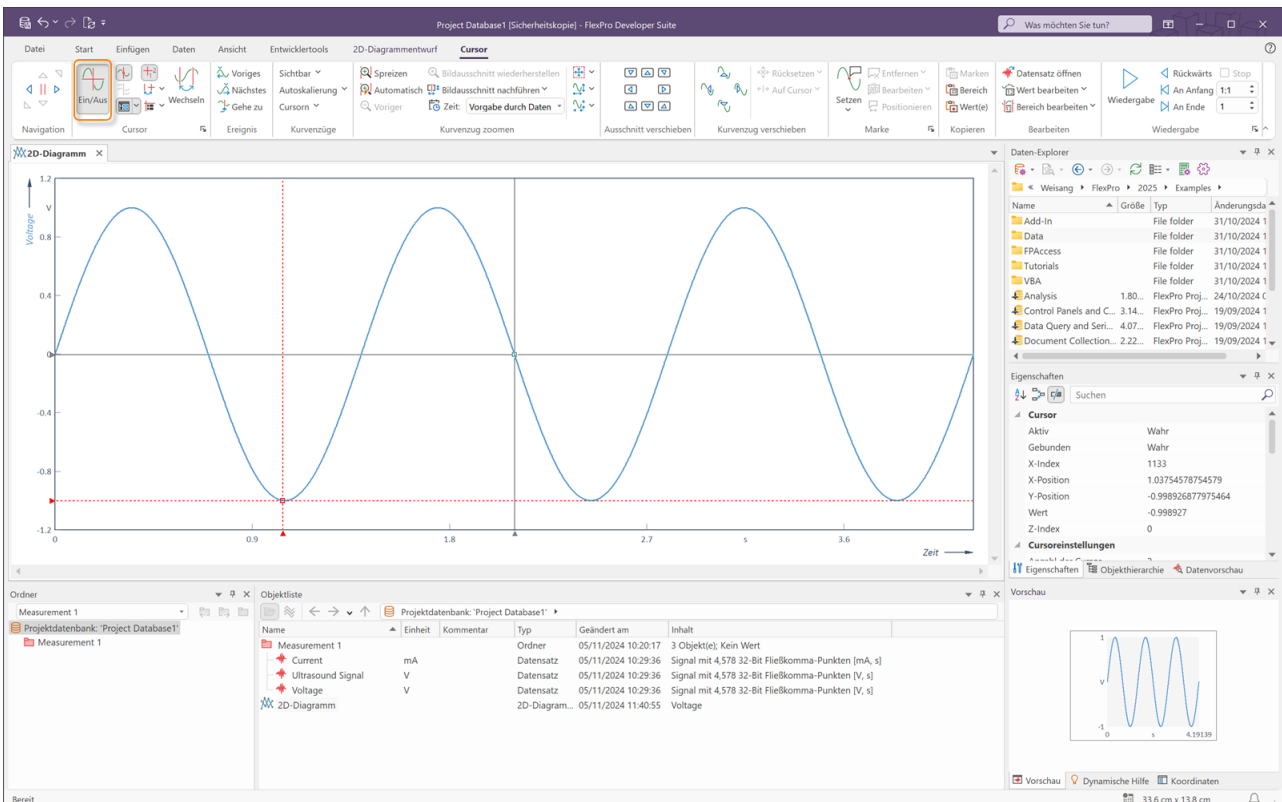 Project Database1 [Sicherheitskopie] - FlexPro Developer Suite
Was möchten Sie tun?
Datei Start Einfügen Daten Ansicht Entwicklertools 2D-Diagrammentwurf Cursor
Ein/Aus
Wechseln
Voriges
Nächstes
Gehe zu
Sichtbar
Autoskalierung
Cursorn
Spreizen Bildausschnitt wiederherstellen
Automatisch Bildausschnitt nachführen
Voriger Zeit: Vorgabe durch Daten
Rücksetzen
Auf Cursor
Setzen
Entfernen
Bearbeiten
Positionieren
Marken
Bereich
Wert(e)
Datensatz öffnen
Wert bearbeiten
Bereich bearbeiten
Wiedergabe
Rückwärts Stop
An Anfang 1:1
An Ende 1
Navigation Cursor Ereignis Kurvenzüge Kurvenzug zoomen Ausschnitt verschieben Kurvenzug verschieben Marke Kopieren Bearbeiten Wiedergabe
2D-Diagramm
1.2
V
Voltage
0.8
0.4
0
-0.4
-0.8
-1.2
0 0.9 1.8 2.7 s 3.6
Zeit
Daten-Explorer
« Weisang FlexPro 2025 Examples
Name Größe Typ Änderungsda
Add-In File folder 31/10/2024 1
Data File folder 31/10/2024 1
FPAccess File folder 31/10/2024 1
Tutorials File folder 31/10/2024 1
VBA File folder 31/10/2024 1
Analysis 1.80... FlexPro Proj... 24/10/2024 0
Control Panels and C... 3.14... FlexPro Proj... 19/09/2024 1
Data Query and Seri... 4.07... FlexPro Proj... 19/09/2024 1
Document Collection... 2.22... FlexPro Proj... 19/09/2024 1
Eigenschaften
Suchen
Cursor
Aktiv Wahr
Gebunden Wahr
X-Index 1133
X-Position 1.03754578754579
Y-Position -0.998926877975464
Wert -0.998927
Z-Index 0
Cursoreinstellungen
Eigenschaften Objekthierarchie Datenvorschau
Ordner
Measurement 1
Projektdatenbank: 'Project Database1'
Measurement 1
Objektliste
Projektdatenbank: 'Project Database1'
Name Einheit Kommentar Typ Geändert am Inhalt
Measurement 1 Ordner 05/11/2024 10:20:17 3 Objekt(e); Kein Wert
Current mA Datensatz 05/11/2024 10:29:36 Signal mit 4,578 32-Bit Fließkomma-Punkten [mA, s]
Ultrasound Signal V Datensatz 05/11/2024 10:29:36 Signal mit 4,578 32-Bit Fließkomma-Punkten [V, s]
Voltage V Datensatz 05/11/2024 10:29:36 Signal mit 4,578 32-Bit Fließkomma-Punkten [V, s]
2D-Diagramm 2D-Diagram... 05/11/2024 11:40:55 Voltage
Vorschau
1
V
-1
0 s 4.19139
Vorschau Dynamische Hilfe Koordinaten
Bereit
33.6 cm x 13.8 cm